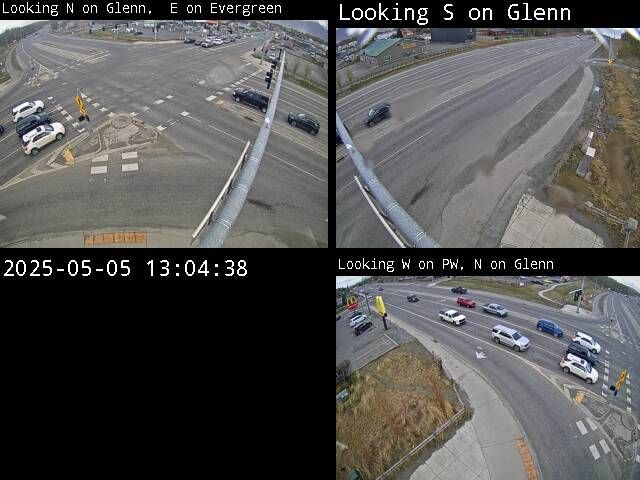 Looking N on Glenn,  E on Evergreen
Looking S on Glenn
2025-05-05 13:04:38
Looking W on PW, N on Glenn